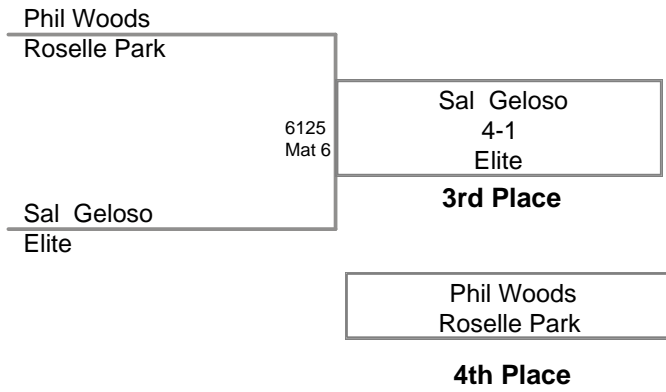 Phil Woods
Roselle Park
6125
Mat 6
Sal Geloso
4-1
Elite
3rd Place
Sal Geloso
Elite
Phil Woods
Roselle Park
4th Place